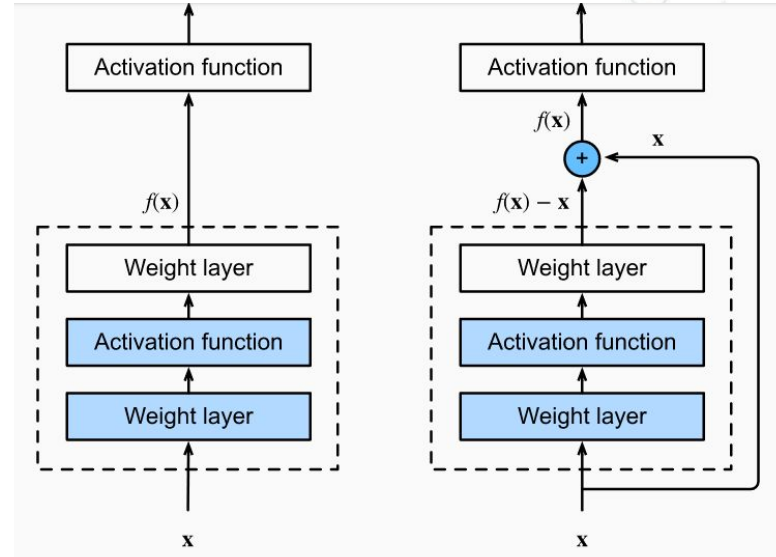 Activation function
f(x)
Weight layer
Activation function
Weight layer
x
Activation function
f(x)
x
+
f(x) − x
Weight layer
Activation function
Weight layer
x